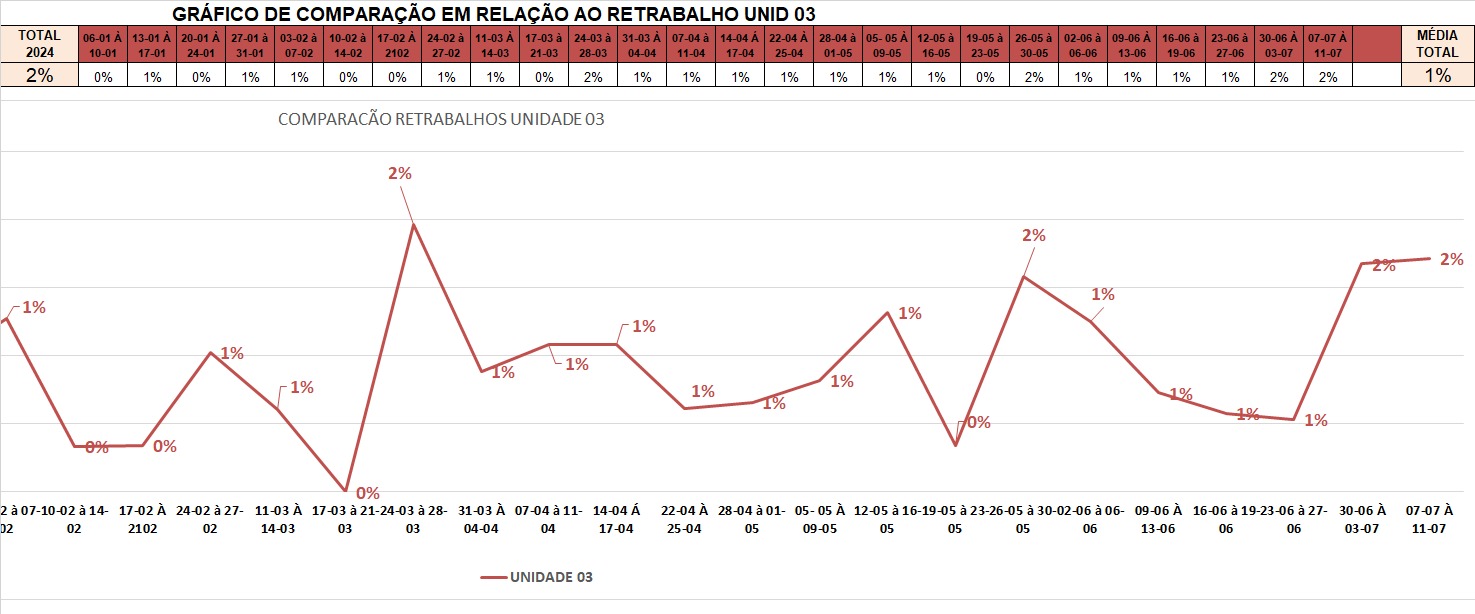 GRÁFICO DE COMPARAÇÃO EM RELAÇÃO AO RETRABALHO UNID 03
TOTAL 2024 06-01 À 10-01 13-01 À 17-01 20-01 À 24-01 27-01 à 31-01 03-02 à 07-02 10-02 à 14-02 17-02 À 2102 24-02 à 27-02 11-03 À 14-03 17-03 à 21-03 24-03 à 28-03 31-03 À 04-04 07-04 à 11-04 14-04 Á 17-04 22-04 À 25-04 28-04 à 01-05 05- 05 À 09-05 12-05 à 16-05 19-05 à 23-05 26-05 à 30-05 02-06 à 06-06 09-06 À 13-06 16-06 à 19-06 23-06 à 27-06 30-06 À 03-07 07-07 À 11-07 MÉDIA TOTAL
2% 0% 1% 0% 1% 1% 0% 0% 1% 1% 0% 2% 1% 1% 1% 1% 1% 1% 1% 0% 2% 1% 1% 1% 1% 2% 2% 1%
COMPARACÃO RETRABALHOS UNIDADE 03
1% 0% 0% 1% 1% 0% 2% 1% 1% 1% 1% 1% 1% 1% 0% 2% 1% 1% 1% 1% 2% 2%
2 à 07-02 10-02 à 14-02 17-02 À 2102 24-02 à 27-02 11-03 À 14-03 17-03 à 21-03 24-03 à 28-03 31-03 À 04-04 07-04 à 11-04 14-04 Á 17-04 22-04 À 25-04 28-04 à 01-05 05- 05 À 09-05 12-05 à 16-05 19-05 à 23-05 26-05 à 30-05 02-06 à 06-06 09-06 À 13-06 16-06 à 19-06 23-06 à 27-06 30-06 À 03-07 07-07 À 11-07
UNIDADE 03